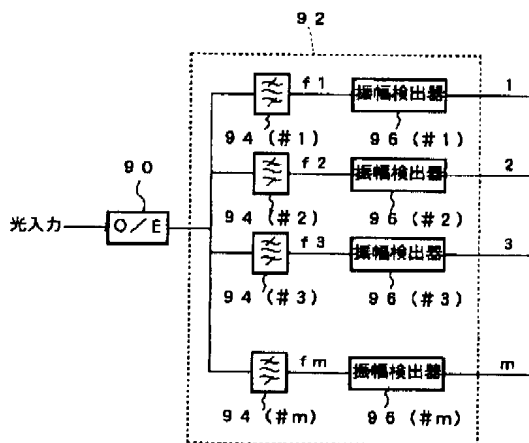 92
f1 振幅検出器 1
94 (#1) 96 (#1)
90
f2 振幅検出器 2
光入力 O/E 94 (#2) 96 (#2)
f3 振幅検出器 3
94 (#3) 96 (#3)
fm 振幅検出器 m
94 (#m) 96 (#m)